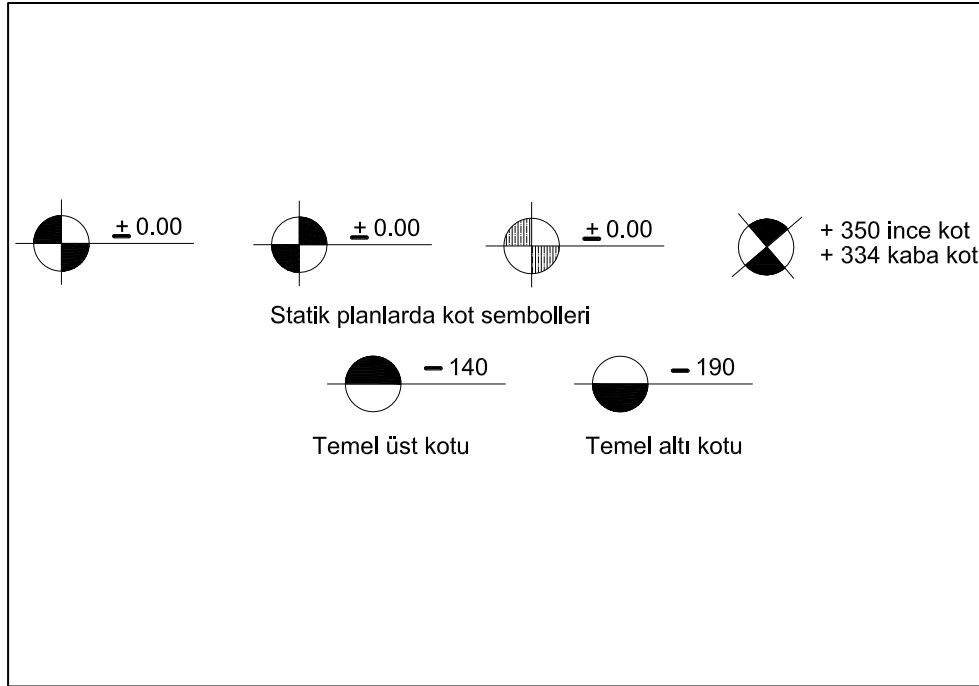 ± 0.00
± 0.00
± 0.00
+ 350 ince kot
+ 334 kaba kot
Statik planlarda kot sembolleri
− 140
− 190
Temel üst kotu
Temel altı kotu